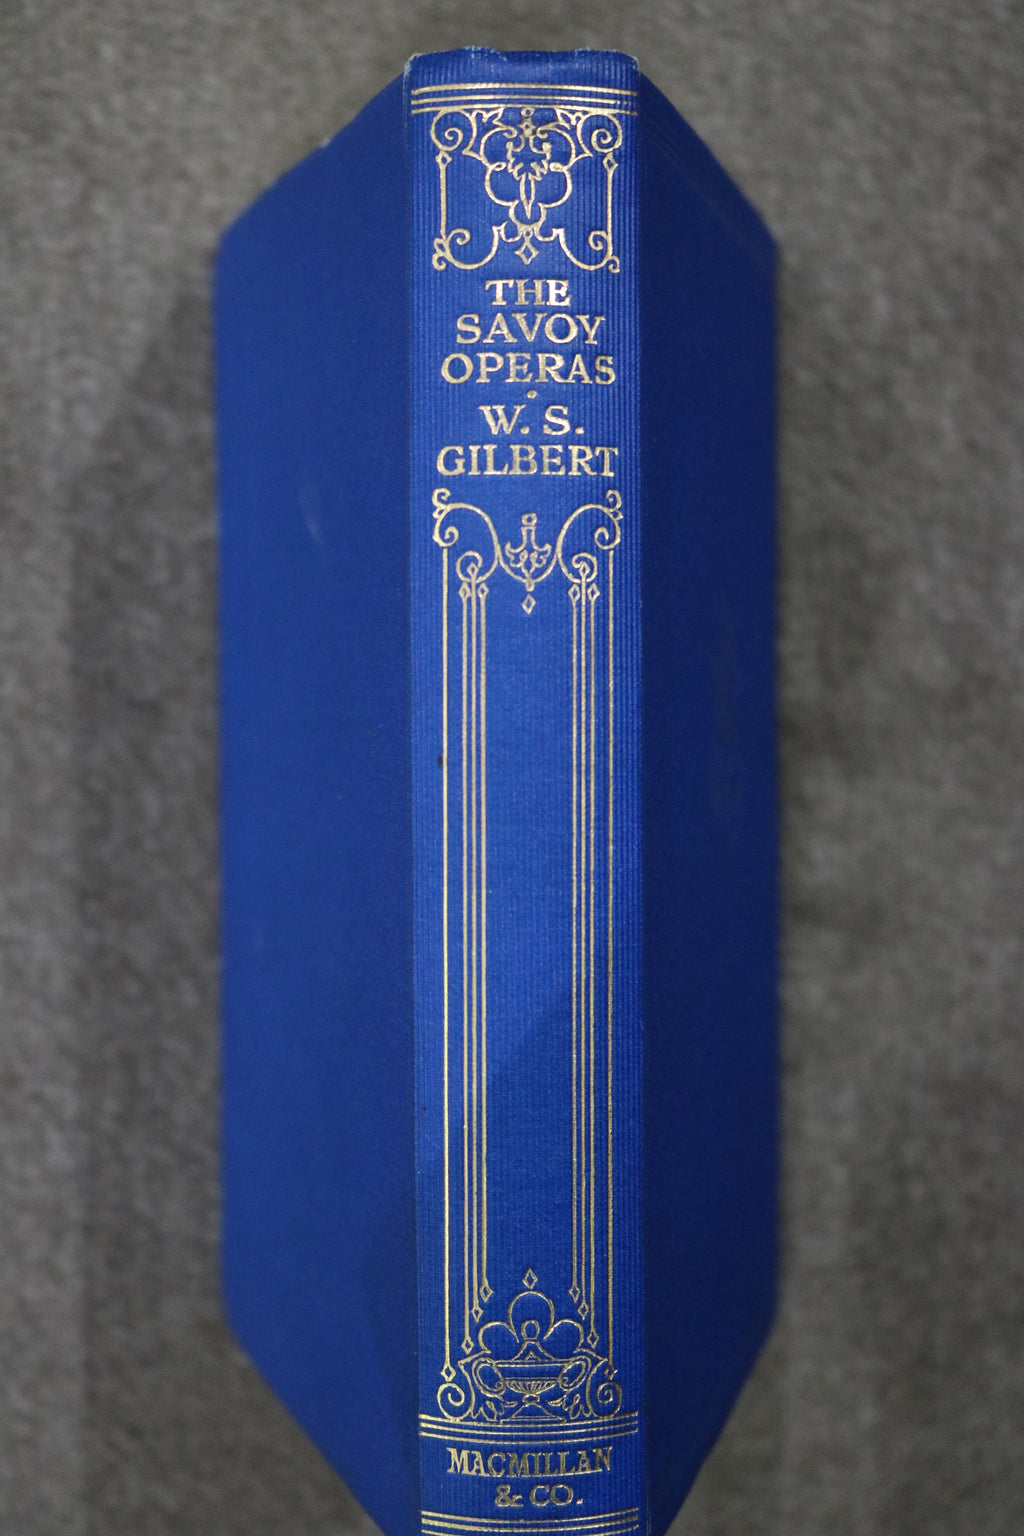 THE
SAVOY
OPERAS
W. S.
GILBERT
MACMILLAN
& CO.